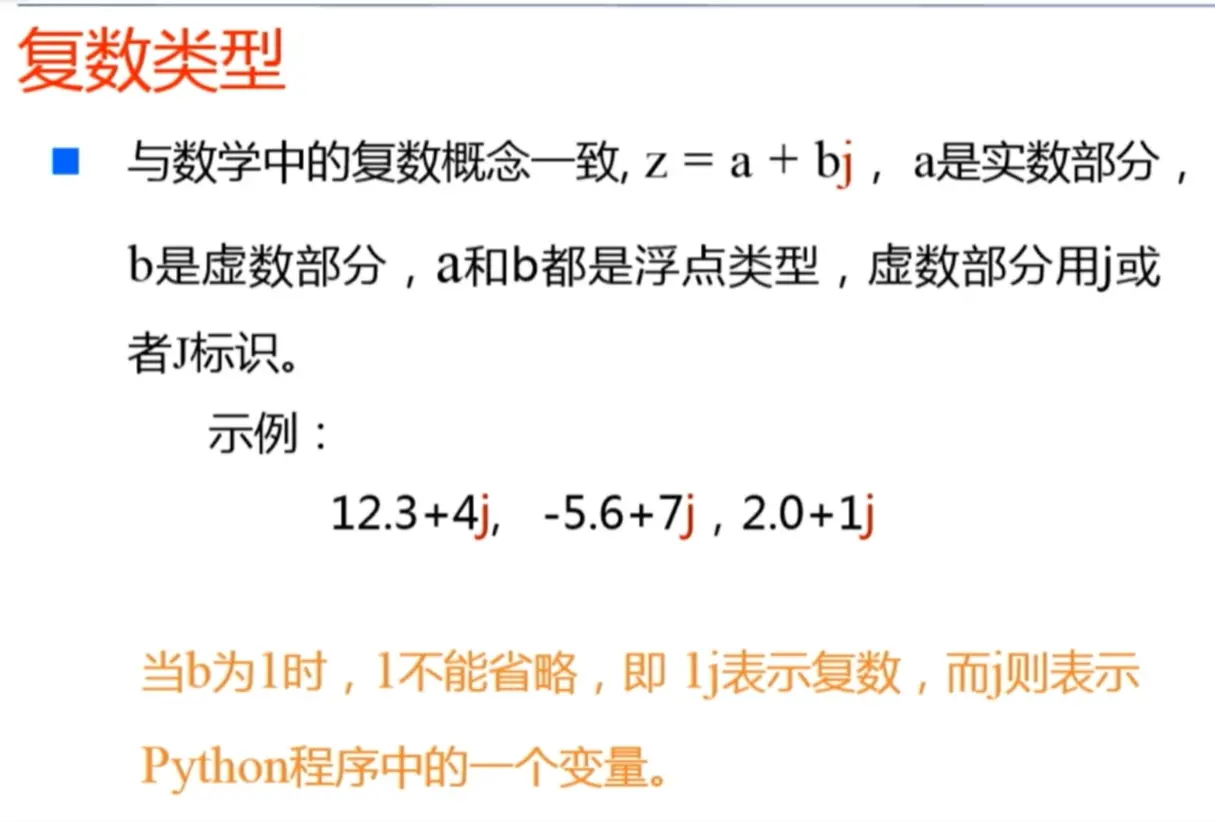 复数类型
与数学中的复数概念一致, z = a + bj， a是实数部分，
b是虚数部分，a和b都是浮点类型，虚数部分用j或
者J标识。
示例：
12.3+4j, -5.6+7j，2.0+1j
当b为1时，1不能省略，即 1j表示复数，而j则表示
Python程序中的一个变量。